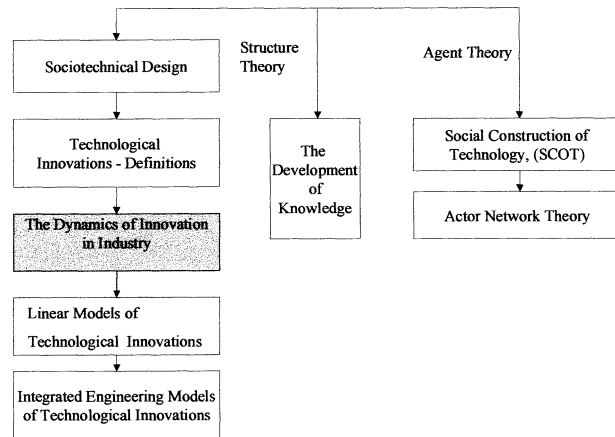 Sociotechnical Design
Structure
Theory
Agent Theory
Technological
Innovations - Definitions
The
Development
of
Knowledge
Social Construction of
Technology, (SCOT)
Actor Network Theory
The Dynamics of Innovation
in Industry
Linear Models of
Technological Innovations
Integrated Engineering Models
of Technological Innovations